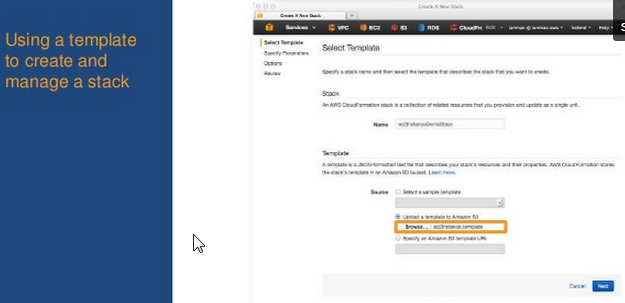 Using a template
to create and
manage a stack
Create A New Stack
Create A New Stack
Services VPC EC2 S3 RDS CloudFn Ireland Help
Select Template
Specify Parameters
Options
Review
Select Template
Specify a stack name and then select the template that describes the stack that you want to create.
Stack
An AWS CloudFormation stack is a collection of related resources that you provision and update as a single unit.
Name ec2InstanceDemoStack
Template
A template is a JSON-formatted text file that describes your stack's resources and their properties. AWS CloudFormation stores
the stack's template in an Amazon S3 bucket. Learn more.
Source Select a sample template
Upload a template to Amazon S3
Browse... ec2Instance.template
Specify an Amazon S3 template URL
Cancel Next